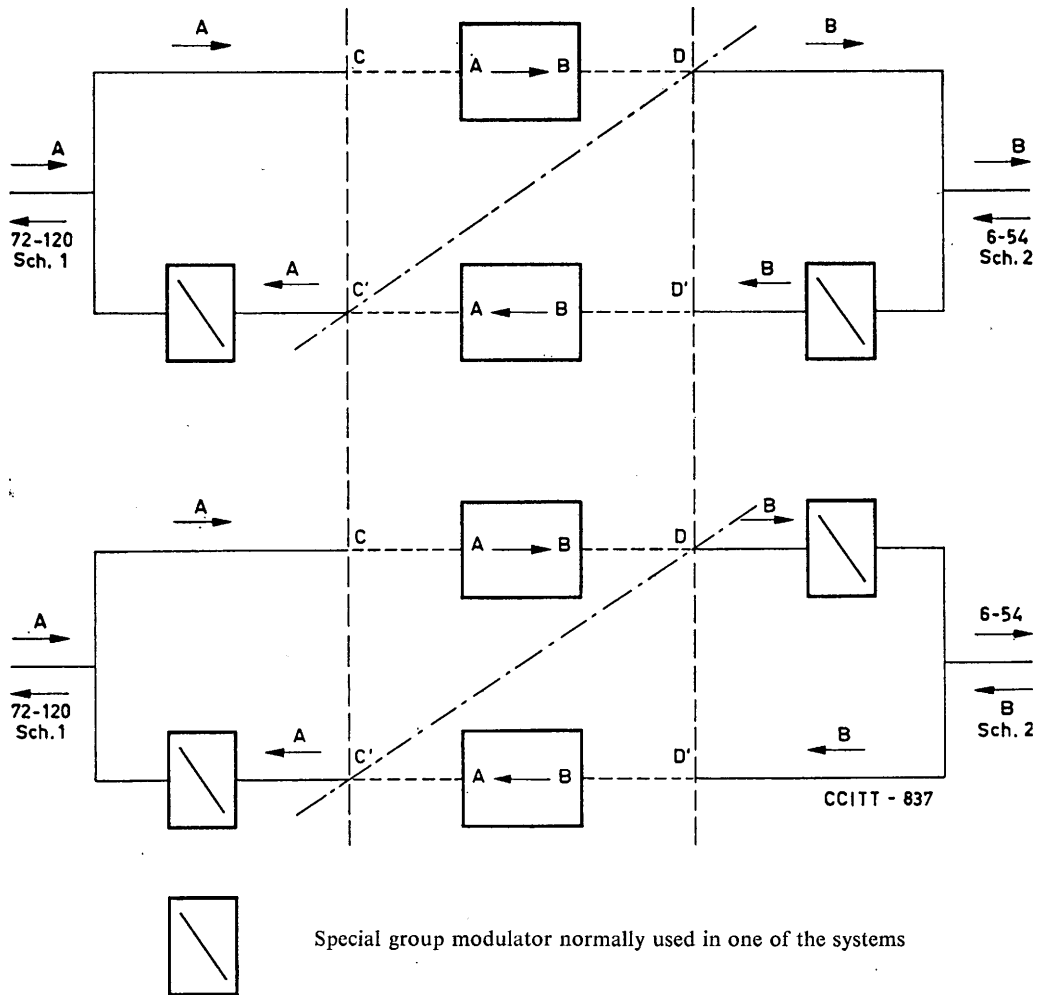 A
B
C
D
A B
A
B
72-120
Sch. 1
6-54
Sch. 2
A
B
C'
D'
A B
A
B
C
D
A B
A
6-54
72-120
Sch.1
B
Sch. 2
A
B
C'
D'
A B
CCITT - 837
Special group modulator normally used in one of the systems